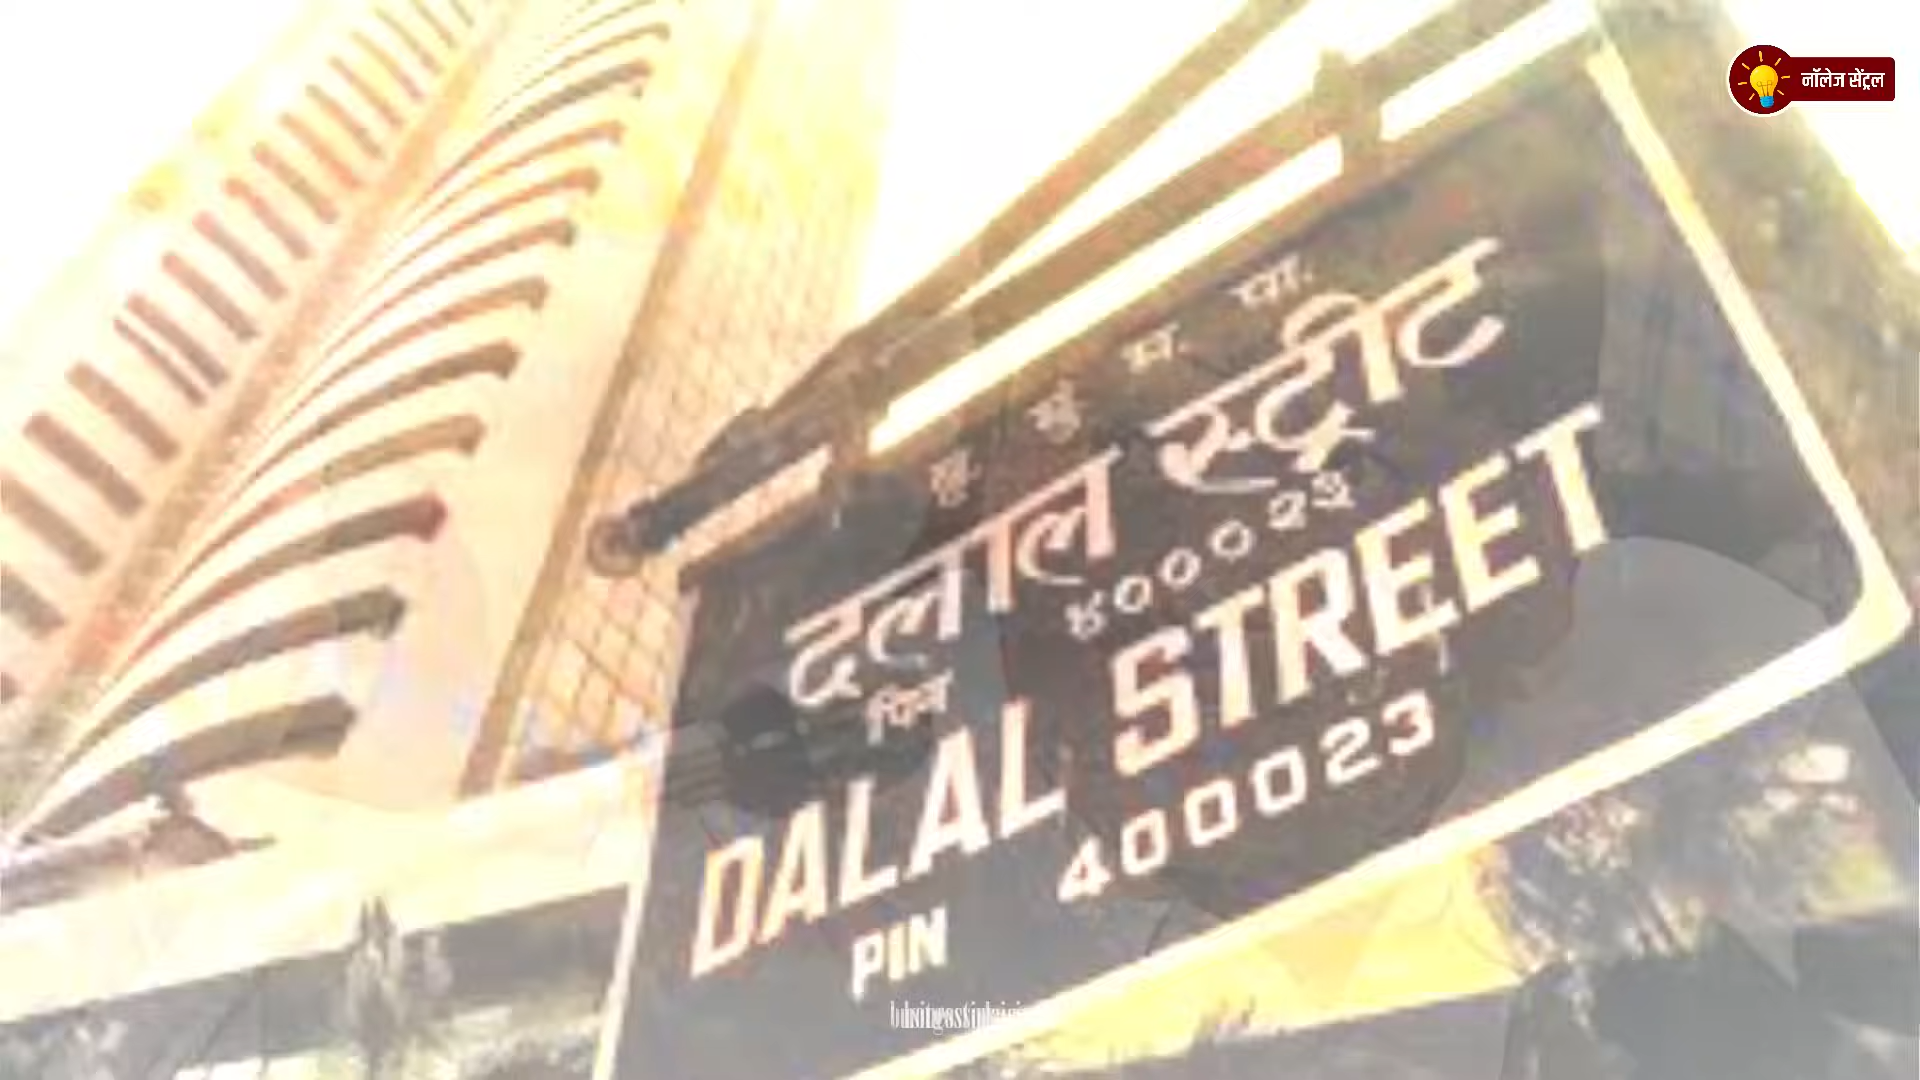 नॉलेज सेंट्रल
बृ. मुं. म. पा.
दलाल स्ट्रीट
पिन ४०००२३
DALAL STREET
PIN 400023